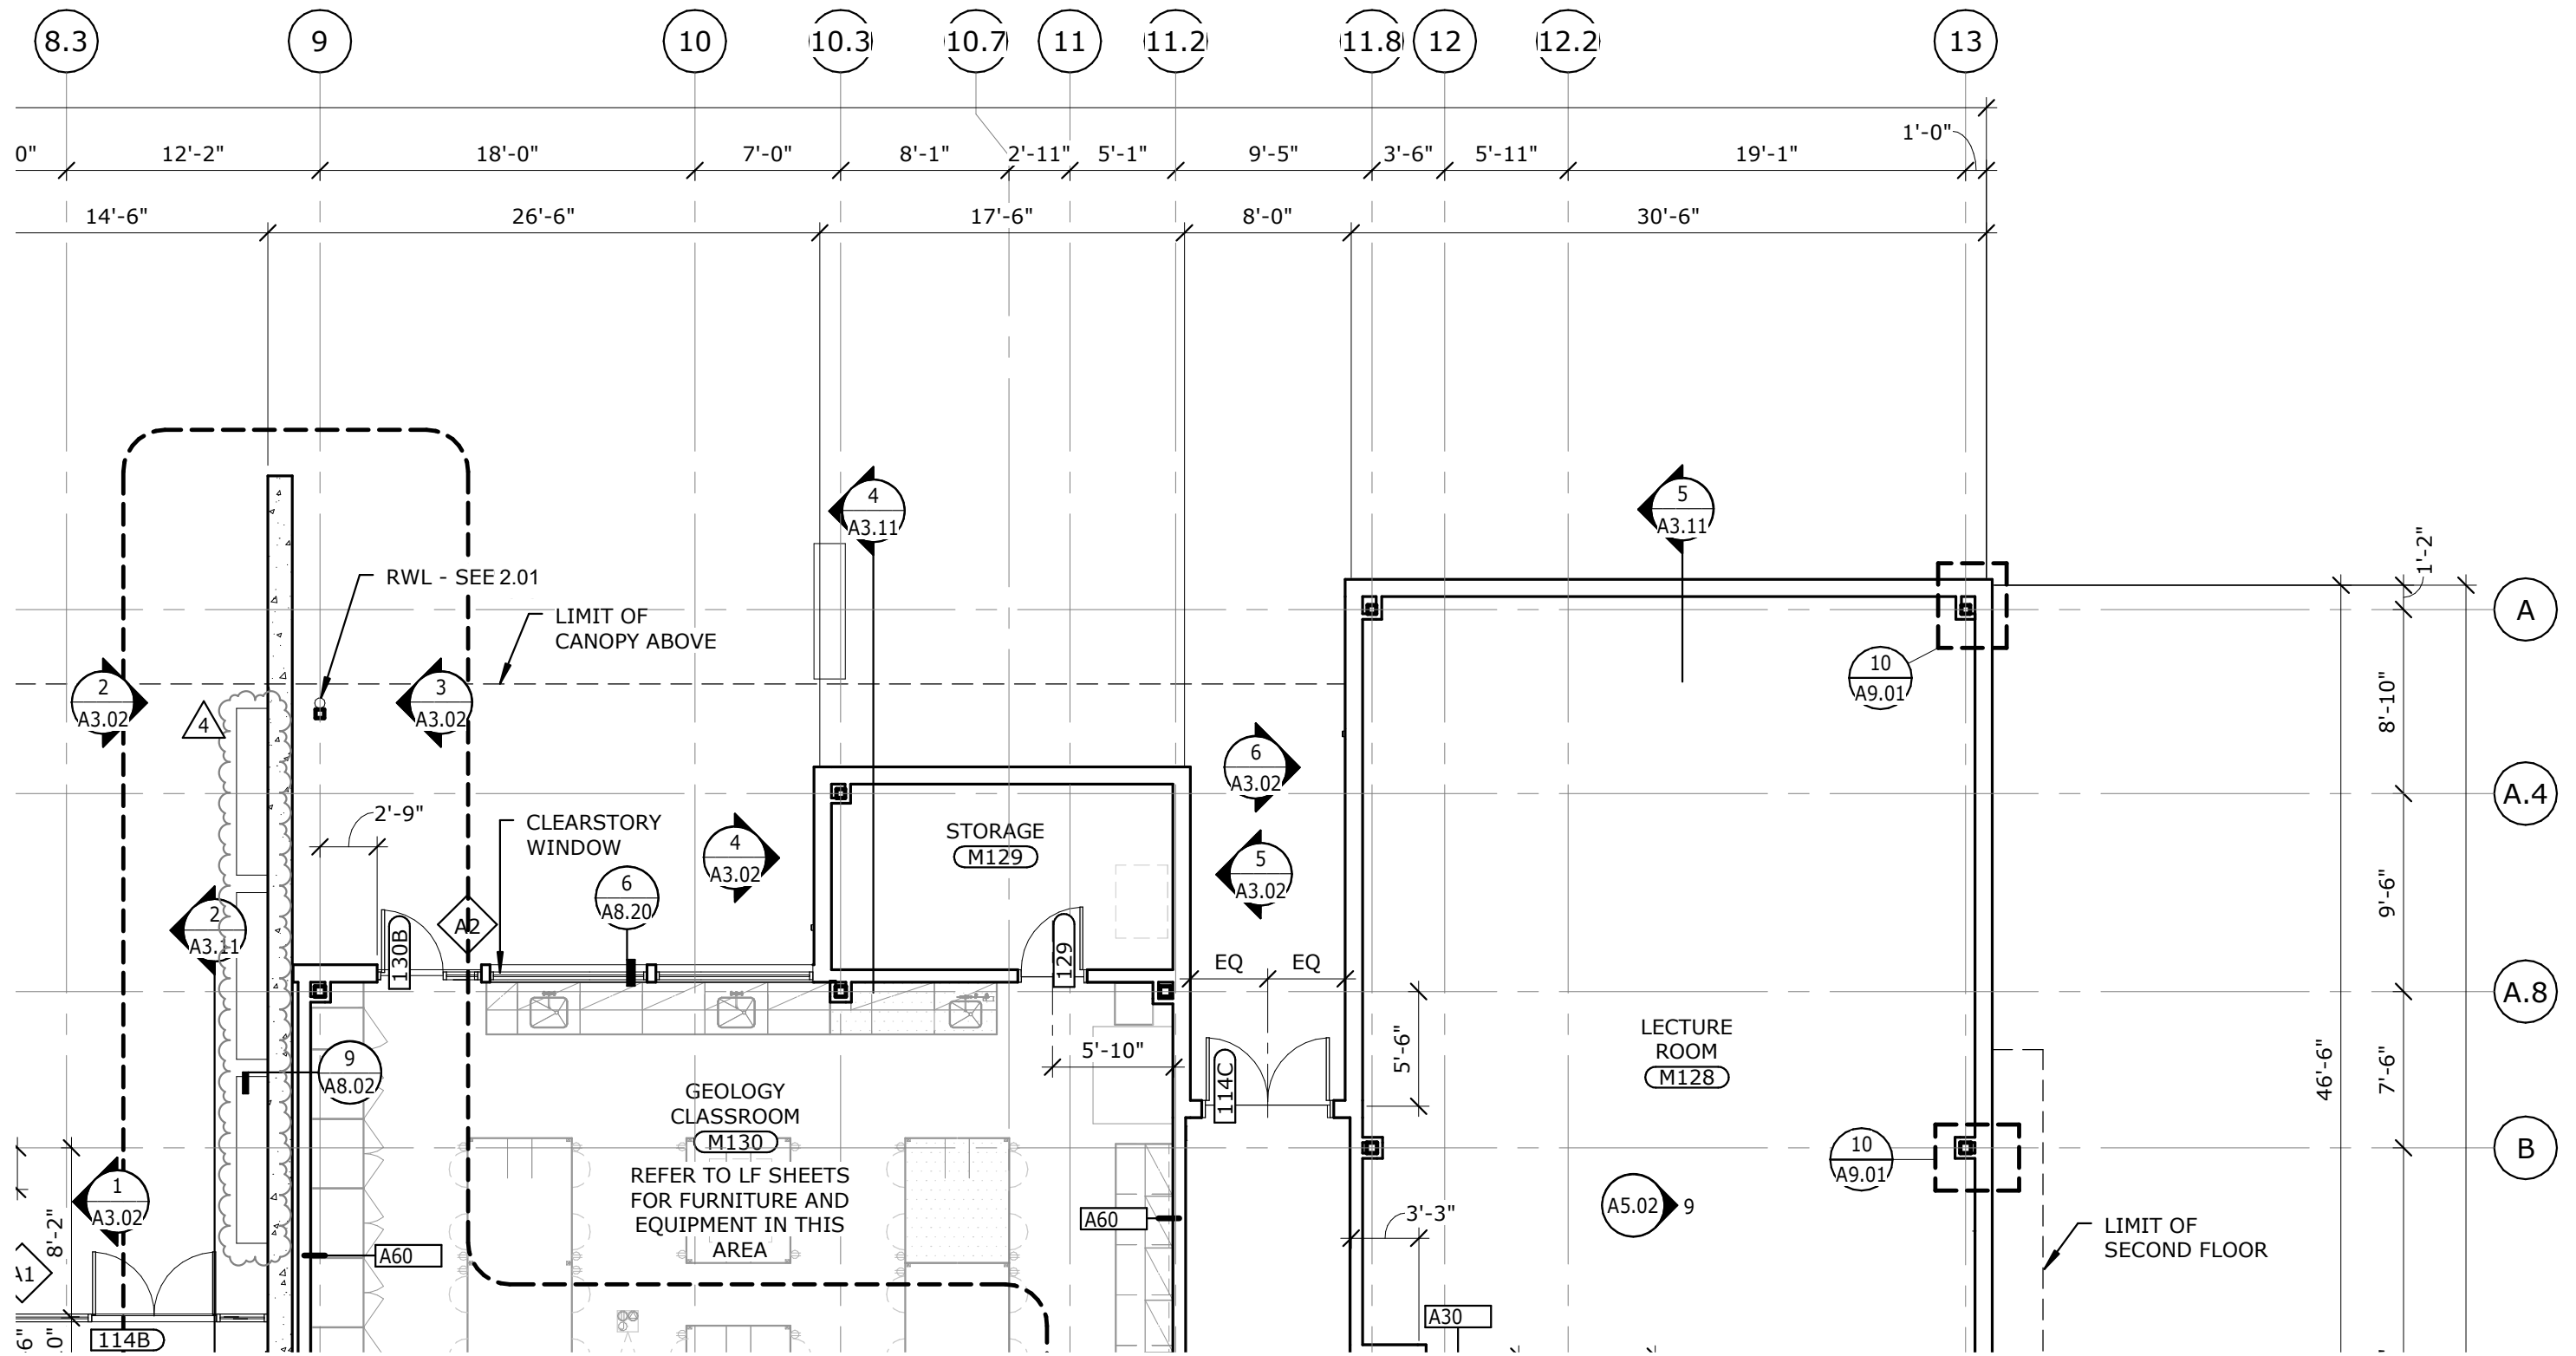 8.3 9 10 10.3 10.7 11 11.2 11.8 12 12.2 13
1'-0"
0" 12'-2" 18'-0" 7'-0" 8'-1" 2'-11" 5'-1" 9'-5" 3'-6" 5'-11" 19'-1"
14'-6" 26'-6" 17'-6" 8'-0" 30'-6"
4
A3.11
5
A3.11
1'-2"
RWL - SEE 2.01
LIMIT OF
CANOPY ABOVE
A
10
A9.01
2
A3.02
3
A3.02
4
8'-10"
6
A3.02
A.4
2'-9"
CLEARSTORY
WINDOW
4
A3.02
STORAGE
M129
5
A3.02
6
A8.20
9'-6"
2
A3.11
130B
A2
129
EQ EQ
A.8
LECTURE
ROOM
M128
5'-10"
5'-6"
114C
9
A8.02
46'-6"
7'-6"
GEOLOGY
CLASSROOM
M130
REFER TO LF SHEETS
FOR FURNITURE AND
EQUIPMENT IN THIS
AREA
B
10
A9.01
1
A3.02
8'-2"
A60
A60
3'-3"
A5.02 9
LIMIT OF
SECOND FLOOR
A1
A30
114B
6"
0"